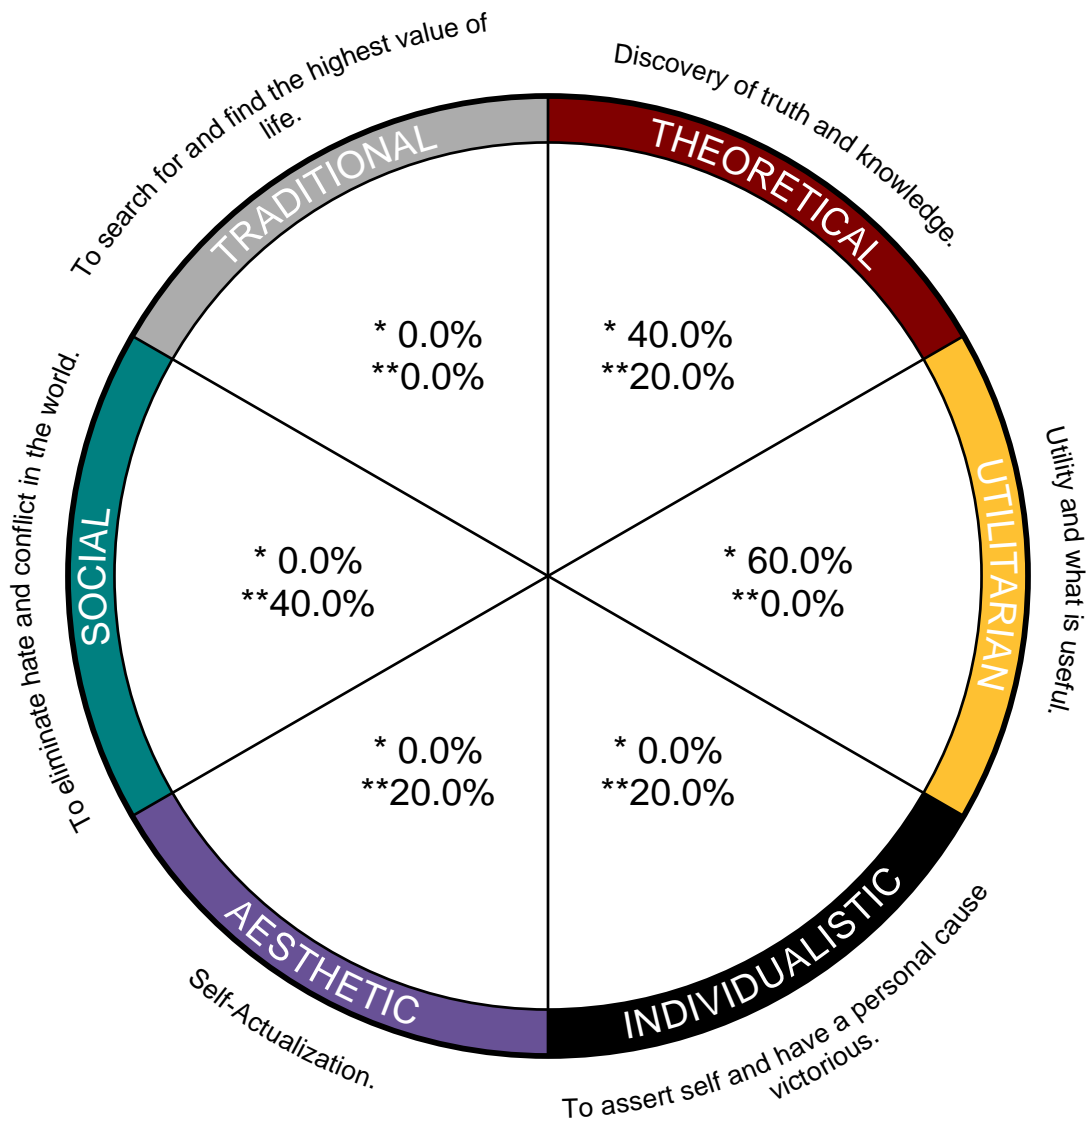 To search for and find the highest value of
life.
Discovery of truth and knowledge.
TRADITIONAL
THEORETICAL
* 0.0%
**0.0%
* 40.0%
**20.0%
To eliminate hate and conflict in the world.
SOCIAL
* 0.0%
**40.0%
* 60.0%
**0.0%
UTILITARIAN
Utility and what is useful.
* 0.0%
**20.0%
* 0.0%
**20.0%
AESTHETIC
INDIVIDUALISTIC
Self-Actualization.
To assert self and have a personal cause
victorious.